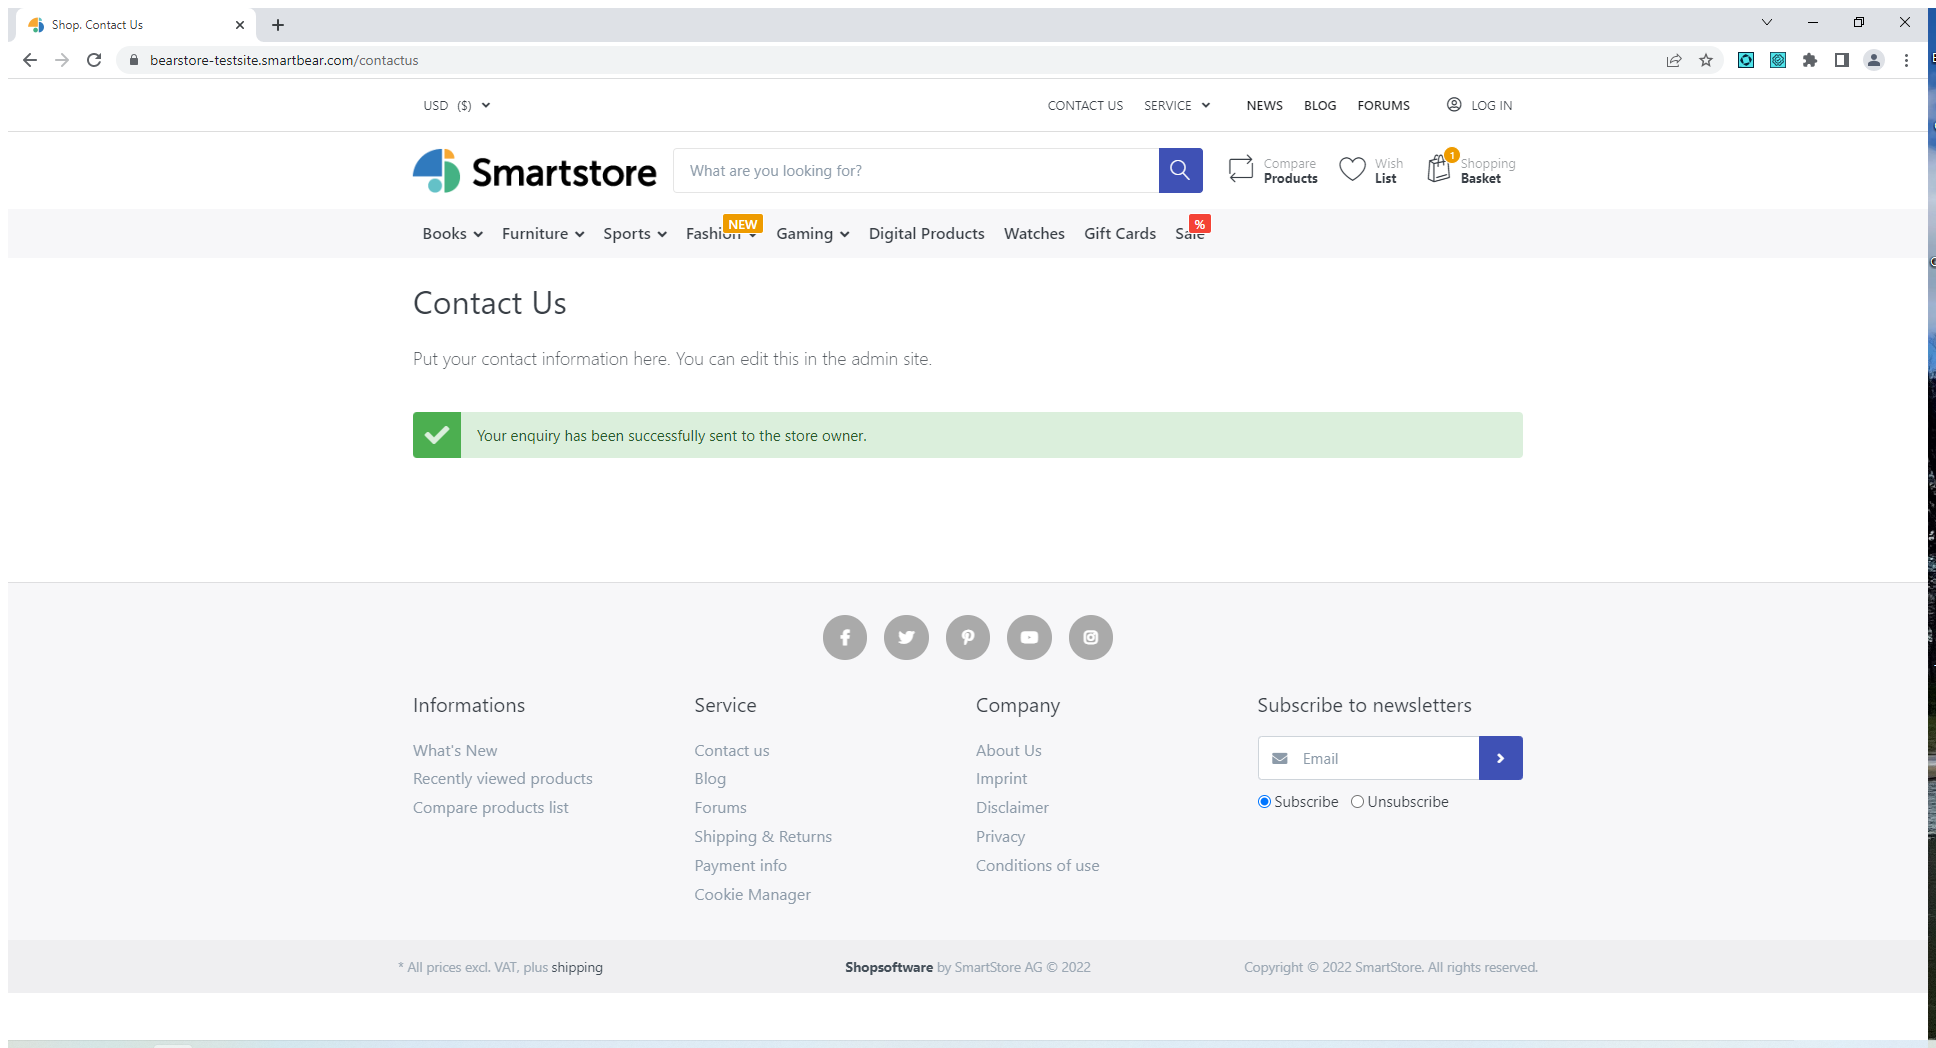 Shop. Contact Us
bearstore-testsite.smartbear.com/contactus
USD ($)
CONTACT US SERVICE NEWS BLOG FORUMS LOG IN
Smartstore
What are you looking for?
Compare
Products
Wish
List
1
Shopping
Basket
Books Furniture Sports Fashion NEW Gaming Digital Products Watches Gift Cards Sale %
Contact Us
Put your contact information here. You can edit this in the admin site.
Your enquiry has been successfully sent to the store owner.
Informations
What's New
Recently viewed products
Compare products list
Service
Contact us
Blog
Forums
Shipping & Returns
Payment info
Cookie Manager
Company
About Us
Imprint
Disclaimer
Privacy
Conditions of use
Subscribe to newsletters
Email
Subscribe Unsubscribe
* All prices excl. VAT, plus shipping
Shopsoftware by SmartStore AG © 2022
Copyright © 2022 SmartStore. All rights reserved.